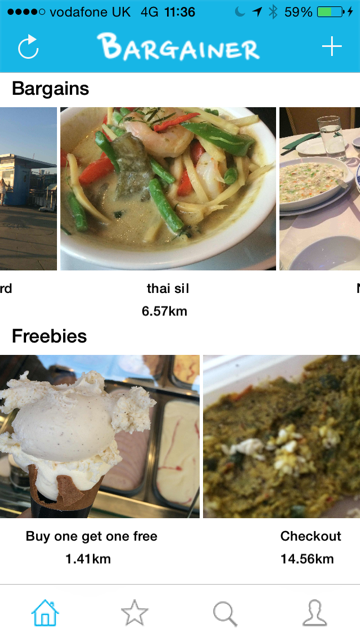 vodafone UK 4G 11:36 59%
BARGAINER
Bargains
rd
thai sil
6.57km
Freebies
Buy one get one free
1.41km
Checkout
14.56km